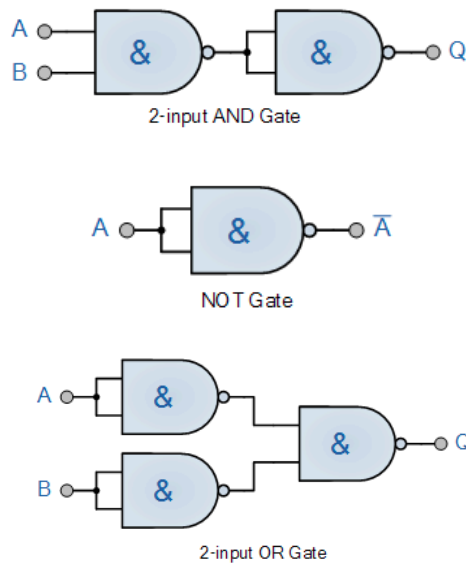 A
B
& & Q
2-input AND Gate
A & A̅
NOT Gate
A &
& Q
B &
2-input OR Gate